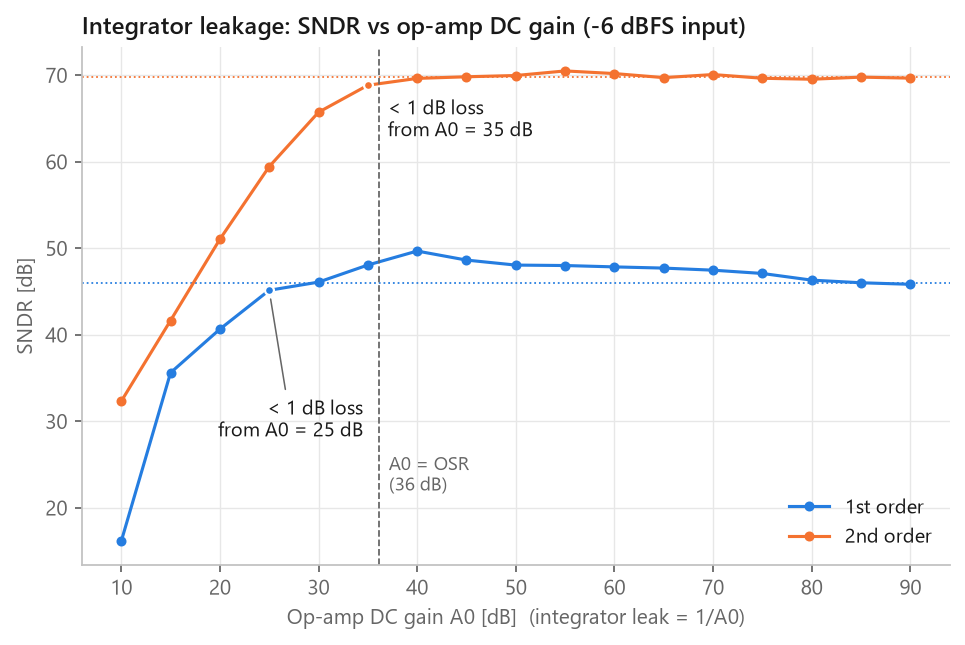 Integrator leakage: SNDR vs op-amp DC gain (-6 dBFS input)
SNDR [dB]
70
60
50
40
30
20
< 1 dB loss
from A0 = 35 dB
< 1 dB loss
from A0 = 25 dB
A0 = OSR
(36 dB)
1st order
2nd order
10 20 30 40 50 60 70 80 90
Op-amp DC gain A0 [dB]  (integrator leak = 1/A0)